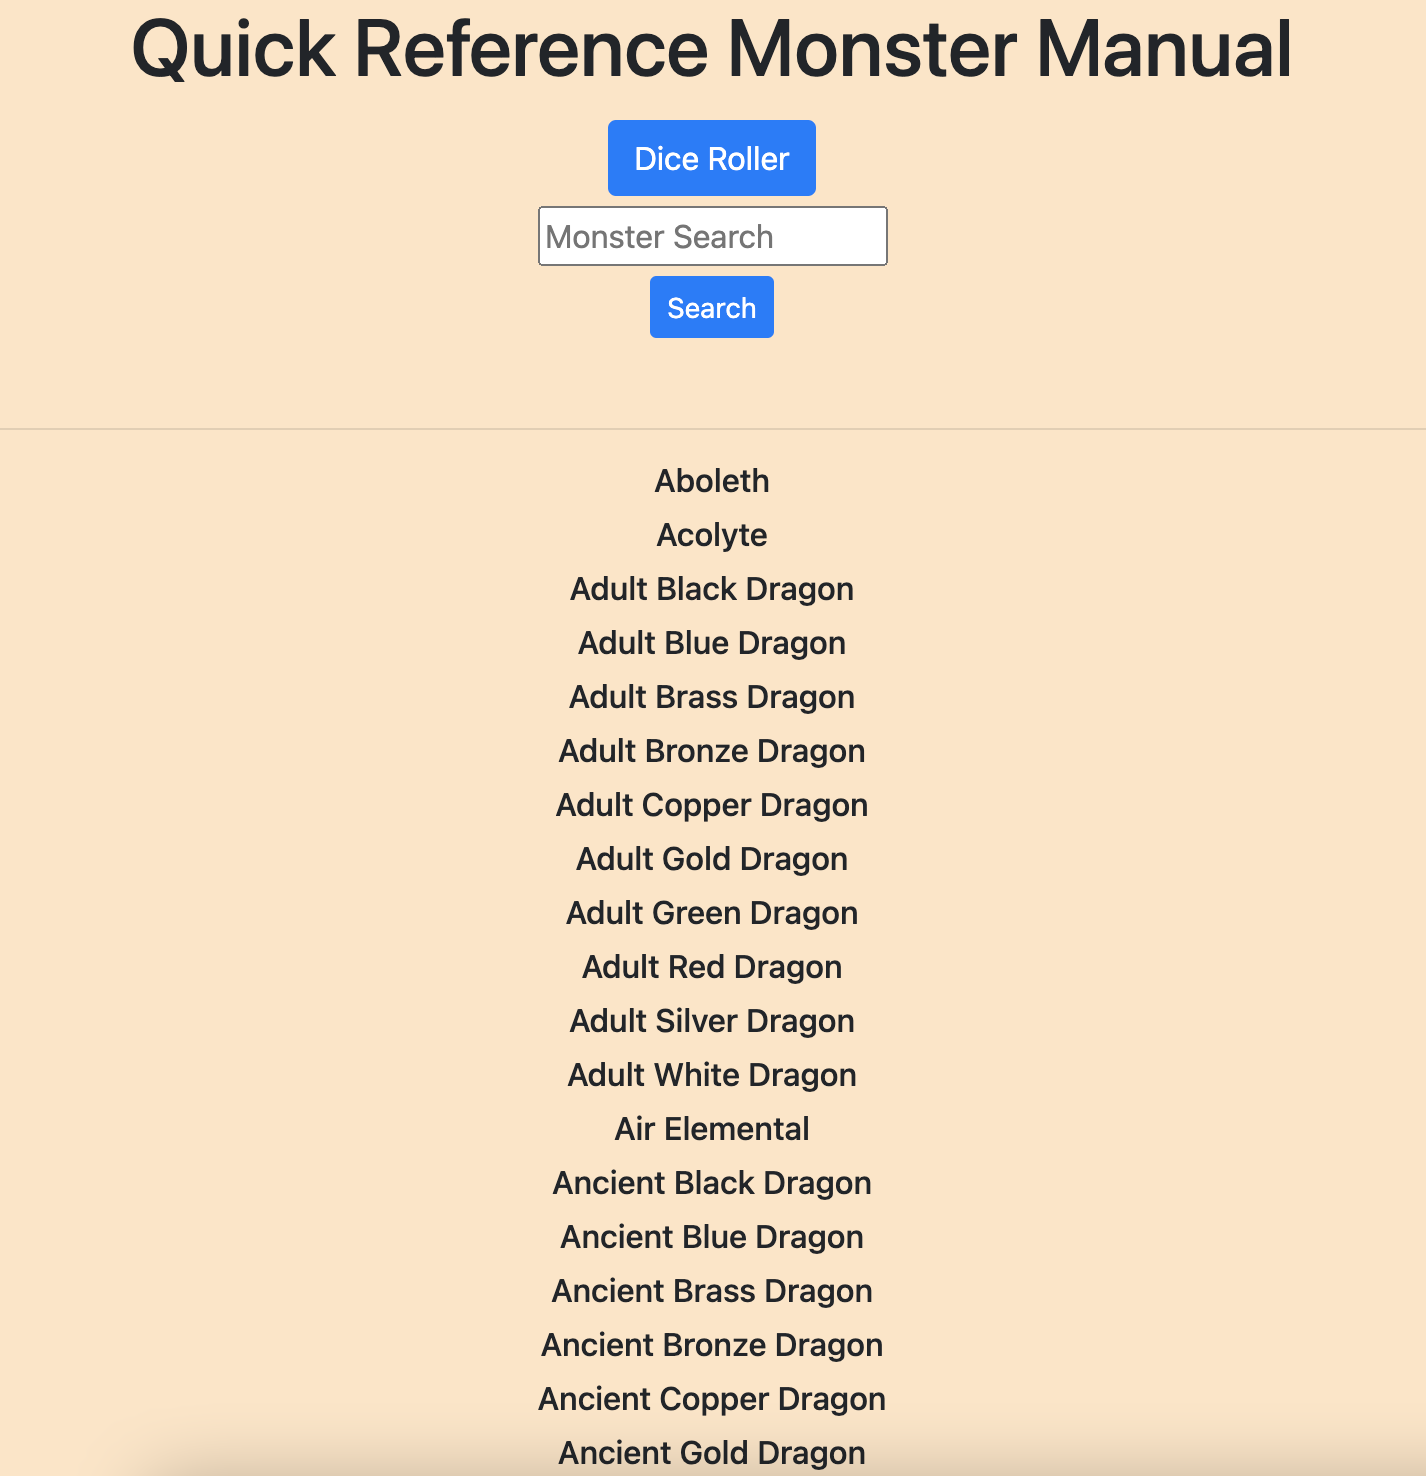 Quick Reference Monster Manual
Dice Roller
Monster Search
Search
Aboleth
Acolyte
Adult Black Dragon
Adult Blue Dragon
Adult Brass Dragon
Adult Bronze Dragon
Adult Copper Dragon
Adult Gold Dragon
Adult Green Dragon
Adult Red Dragon
Adult Silver Dragon
Adult White Dragon
Air Elemental
Ancient Black Dragon
Ancient Blue Dragon
Ancient Brass Dragon
Ancient Bronze Dragon
Ancient Copper Dragon
Ancient Gold Dragon